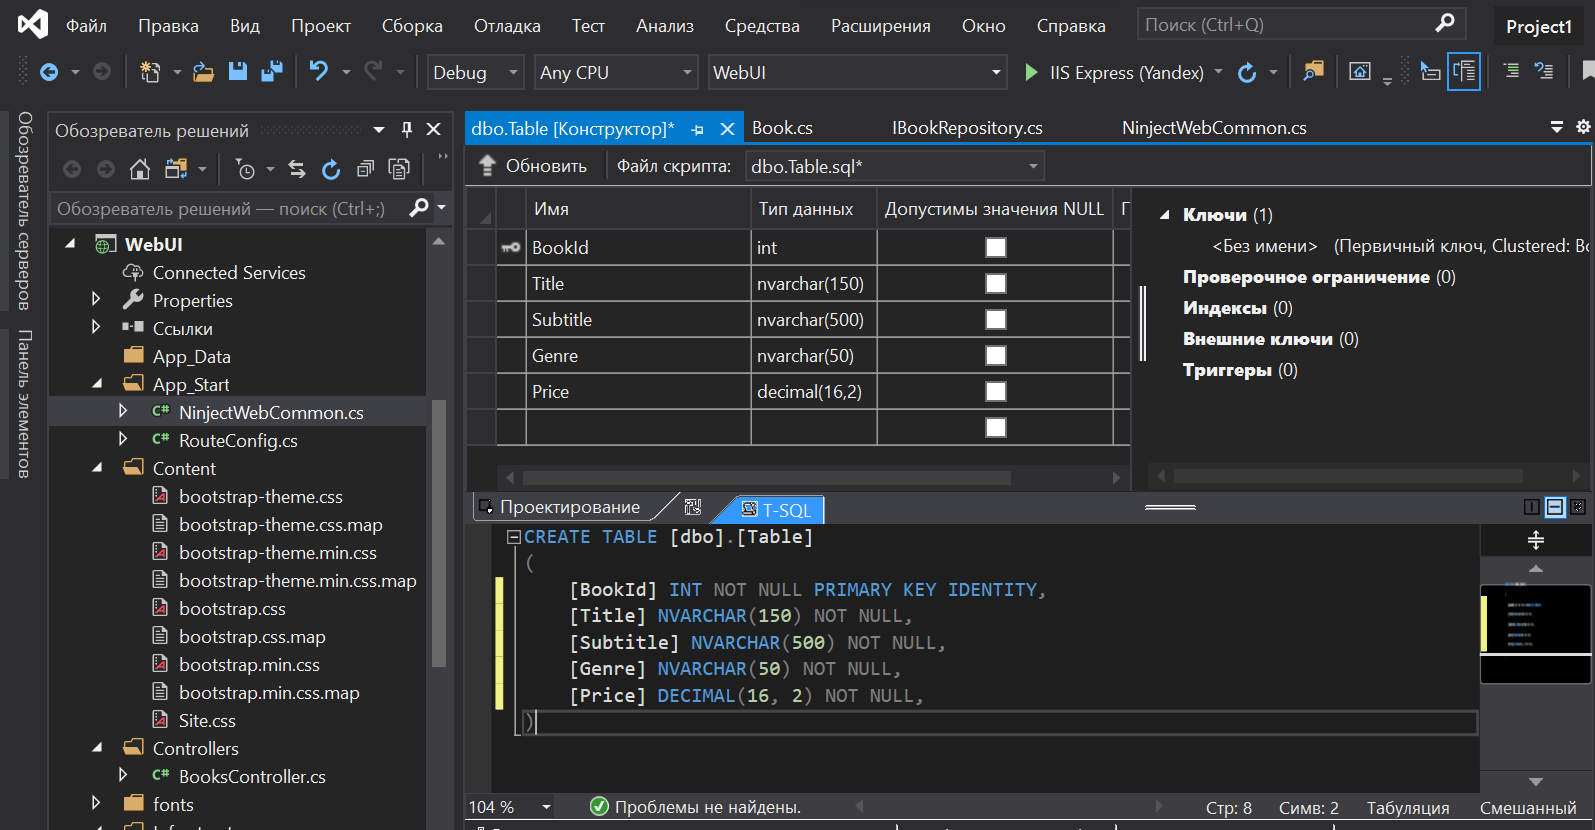 Файл Правка Вид Проект Сборка Отладка Тест Анализ Средства Расширения Окно Справка Поиск (Ctrl+Q) Project1
Debug Any CPU WebUI IIS Express (Yandex)
Обозреватель серверов
Панель элементов
Обозреватель решений
Обозреватель решений — поиск (Ctrl+;)
WebUI
Connected Services
Properties
Ссылки
App_Data
App_Start
C# NinjectWebCommon.cs
C# RouteConfig.cs
Content
bootstrap-theme.css
bootstrap-theme.css.map
bootstrap-theme.min.css
bootstrap-theme.min.css.map
bootstrap.css
bootstrap.css.map
bootstrap.min.css
bootstrap.min.css.map
Site.css
Controllers
C# BooksController.cs
fonts
dbo.Table [Конструктор]* Book.cs IBookRepository.cs NinjectWebCommon.cs
Обновить Файл скрипта: dbo.Table.sql*
Имя Тип данных Допустимы значения NULL
BookId int
Title nvarchar(150)
Subtitle nvarchar(500)
Genre nvarchar(50)
Price decimal(16,2)
Ключи (1)
<Без имени> (Первичный ключ, Clustered: Bo
Проверочное ограничение (0)
Индексы (0)
Внешние ключи (0)
Триггеры (0)
Проектирование T-SQL
CREATE TABLE [dbo].[Table]
(
[BookId] INT NOT NULL PRIMARY KEY IDENTITY,
[Title] NVARCHAR(150) NOT NULL,
[Subtitle] NVARCHAR(500) NOT NULL,
[Genre] NVARCHAR(50) NOT NULL,
[Price] DECIMAL(16, 2) NOT NULL,
)
104 % Проблемы не найдены. Стр: 8 Симв: 2 Табуляция Смешанный